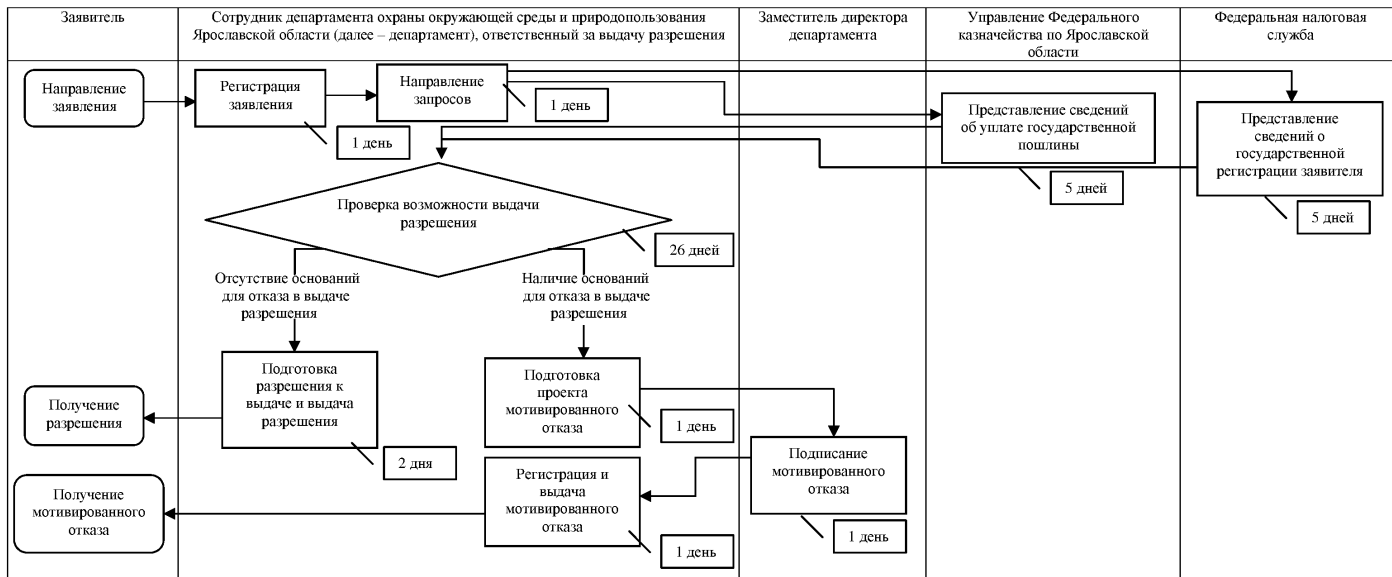 Заявитель
Сотрудник департамента охраны окружающей среды и природопользования
Ярославской области (далее – департамент), ответственный за выдачу разрешения
Заместитель директора
департамента
Управление Федерального
казначейства по Ярославской
области
Федеральная налоговая
служба
Направление
заявления
Регистрация
заявления
1 день
Направление
запросов
1 день
Представление сведений
об уплате государственной
пошлины
5 дней
Представление
сведений о
государственной
регистрации заявителя
5 дней
Проверка возможности выдачи
разрешения
26 дней
Отсутствие оснований
для отказа в выдаче
разрешения
Наличие оснований
для отказа в выдаче
разрешения
Подготовка
разрешения к
выдаче и выдача
разрешения
2 дня
Подготовка
проекта
мотивированного
отказа
1 день
Получение
разрешения
Подписание
мотивированного
отказа
1 день
Регистрация и
выдача
мотивированного
отказа
1 день
Получение
мотивированного
отказа